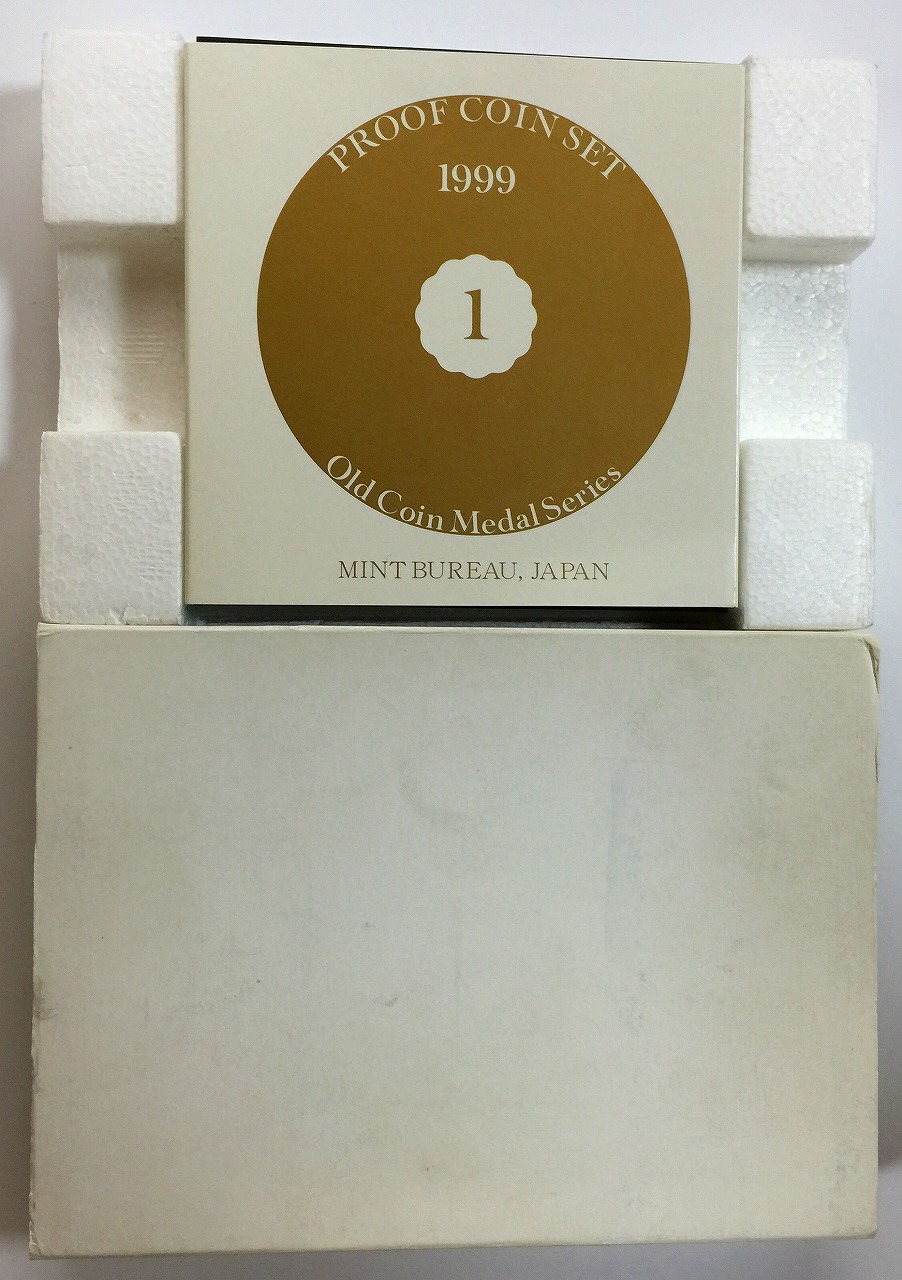 PROOF COIN SET
1999
1
Old Coin Medal Series
MINT BUREAU, JAPAN